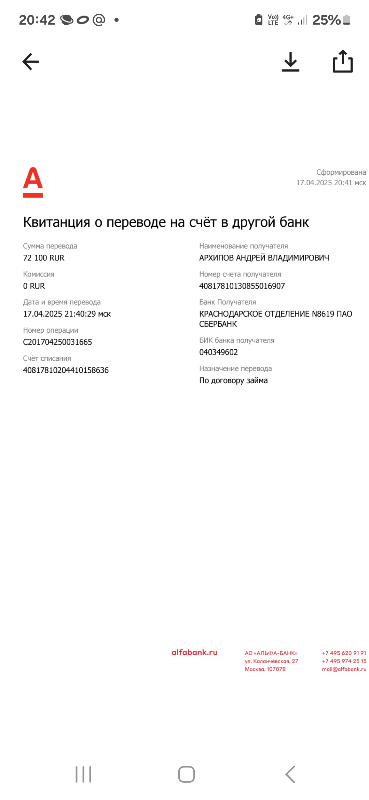 20:42
Vo)) LTE 4G+ 25%
А
Сформирована
17.04.2025 20:41 мск
Квитанция о переводе на счёт в другой банк
Сумма перевода
72 100 RUR
Комиссия
0 RUR
Дата и время перевода
17.04.2025 21:40:29 мск
Номер операции
C201704250031665
Счёт списания
40817810204410158636
Наименование получателя
АРХИПОВ АНДРЕЙ ВЛАДИМИРОВИЧ
Номер счета получателя
40817810130855016907
Банк Получателя
КРАСНОДАРСКОЕ ОТДЕЛЕНИЕ N8619 ПАО
СБЕРБАНК
БИК банка получателя
040349602
Назначение перевода
По договору займа
alfabank.ru
АО «АЛЬФА-БАНК»
ул. Каланчёвская, 27
Москва, 107078
+7 495 620 91 91
+7 495 974 25 15
mail@alfabank.ru